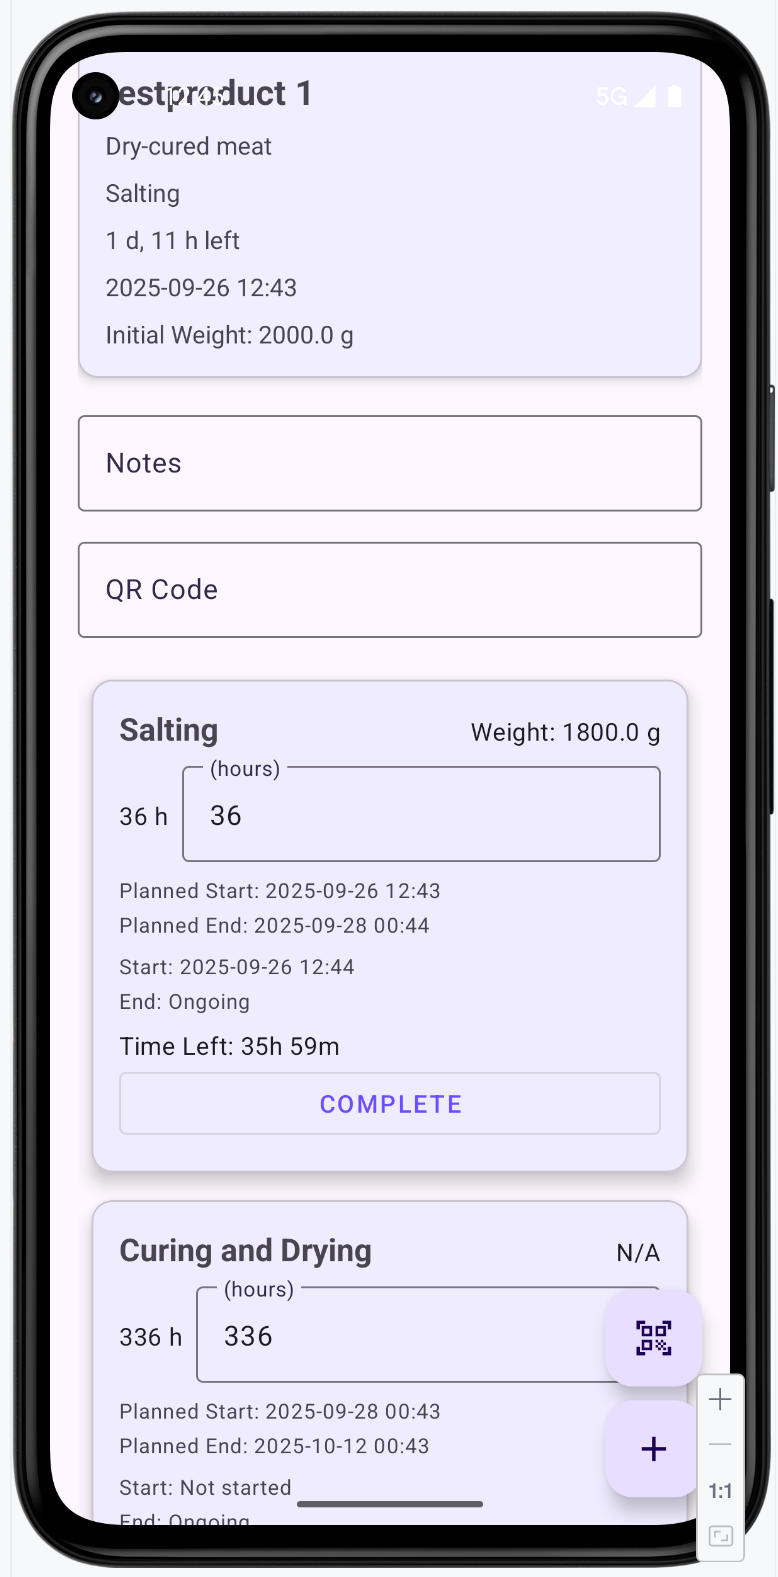 estproduct 1
12:45
5G
Dry-cured meat
Salting
1 d, 11 h left
2025-09-26 12:43
Initial Weight: 2000.0 g
Notes
QR Code
Salting
Weight: 1800.0 g
(hours)
36 h
36
Planned Start: 2025-09-26 12:43
Planned End: 2025-09-28 00:44
Start: 2025-09-26 12:44
End: Ongoing
Time Left: 35h 59m
COMPLETE
Curing and Drying
N/A
(hours)
336 h
336
Planned Start: 2025-09-28 00:43
Planned End: 2025-10-12 00:43
Start: Not started
End: Ongoing
1:1